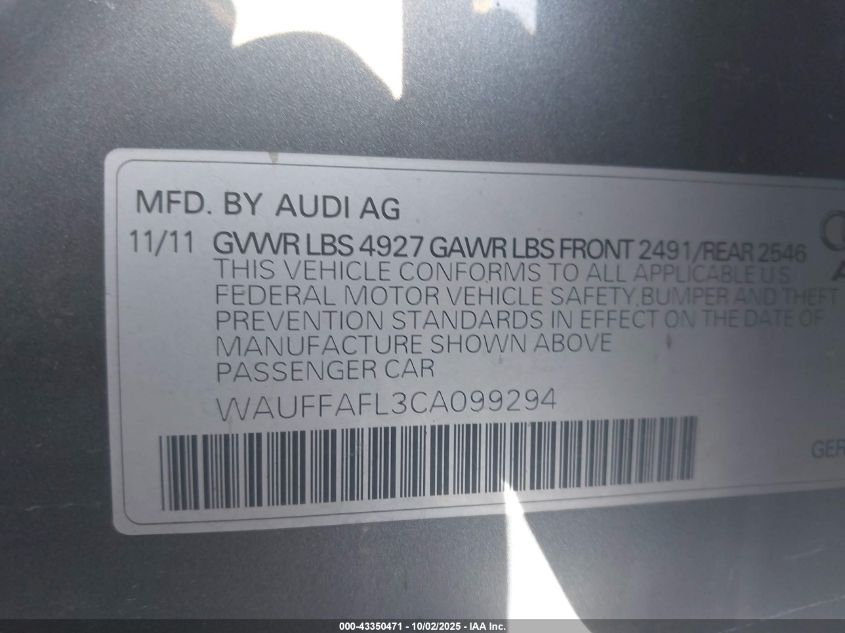 MFD. BY AUDI AG
11/11 GVWR LBS 4927 GAWR LBS FRONT 2491/REAR 2546
THIS VEHICLE CONFORMS TO ALL APPLICABLE U S
FEDERAL MOTOR VEHICLE SAFETY, BUMPER AND THEFT
PREVENTION STANDARDS IN EFFECT ON THE DATE OF
MANUFACTURE SHOWN ABOVE
PASSENGER CAR
WAUFFAFL3CA099294
GER
000-43350471 - 10/02/2025 - IAA Inc.